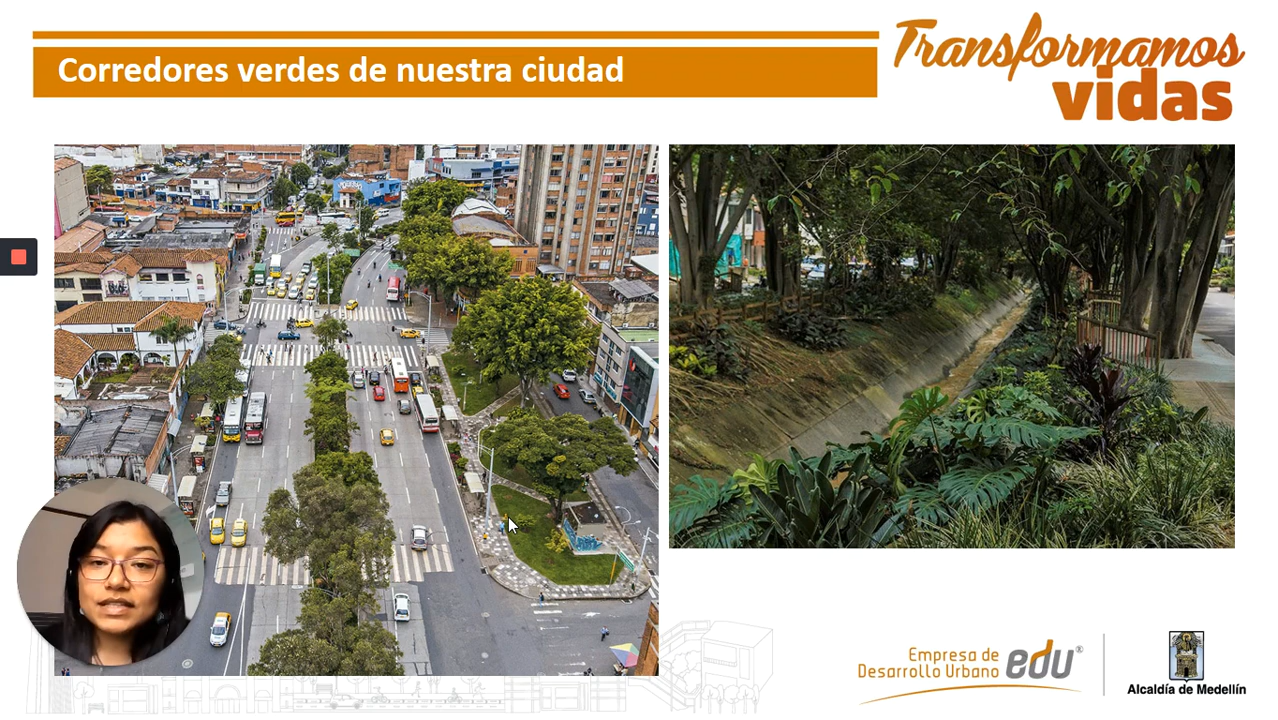 Corredores verdes de nuestra ciudad
Transformamos
vidas
Empresa de
Desarrollo Urbano edu®
Alcaldía de Medellín